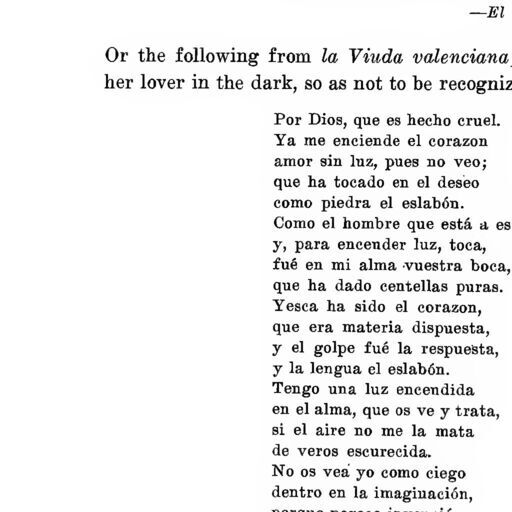 —El
Or the following from la Viuda valenciana,
her lover in the dark, so as not to be
Por Dios, que es hecho cruel.
Ya me enciende el corazon
amor sin luz, pues no veo;
que ha tocado en el deseo
como piedra el eslabón.
Como el hombre que está a
y, para encender luz, toca,
fué en mi alma vuestra boca,
que ha dado centellas puras.
Yesca ha sido el corazon,
que era materia dispuesta,
y el golpe fué la respuesta,
y la lengua el eslabón.
Tengo una luz encendida
en el alma, que os ve y trata,
si el aire no me la mata
de veros escurecida.
No os vea yo como ciego
dentro en la imaginación,